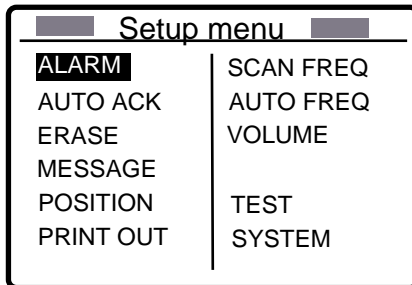 Setup menu
ALARM
AUTO ACK
ERASE
MESSAGE
POSITION
PRINT OUT
SCAN FREQ
AUTO FREQ
VOLUME
TEST
SYSTEM